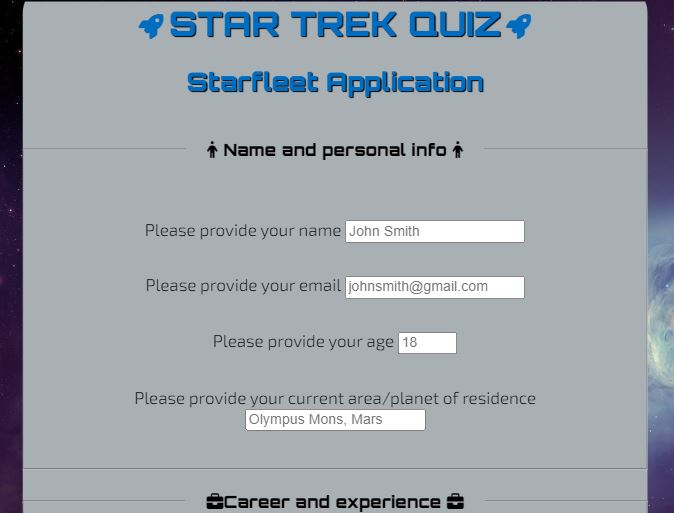 STAR TREK QUIZ
Starfleet Application
Name and personal info
Please provide your name John Smith
Please provide your email johnsmith@gmail.com
Please provide your age 18
Please provide your current area/planet of residence
Olympus Mons, Mars
Career and experience